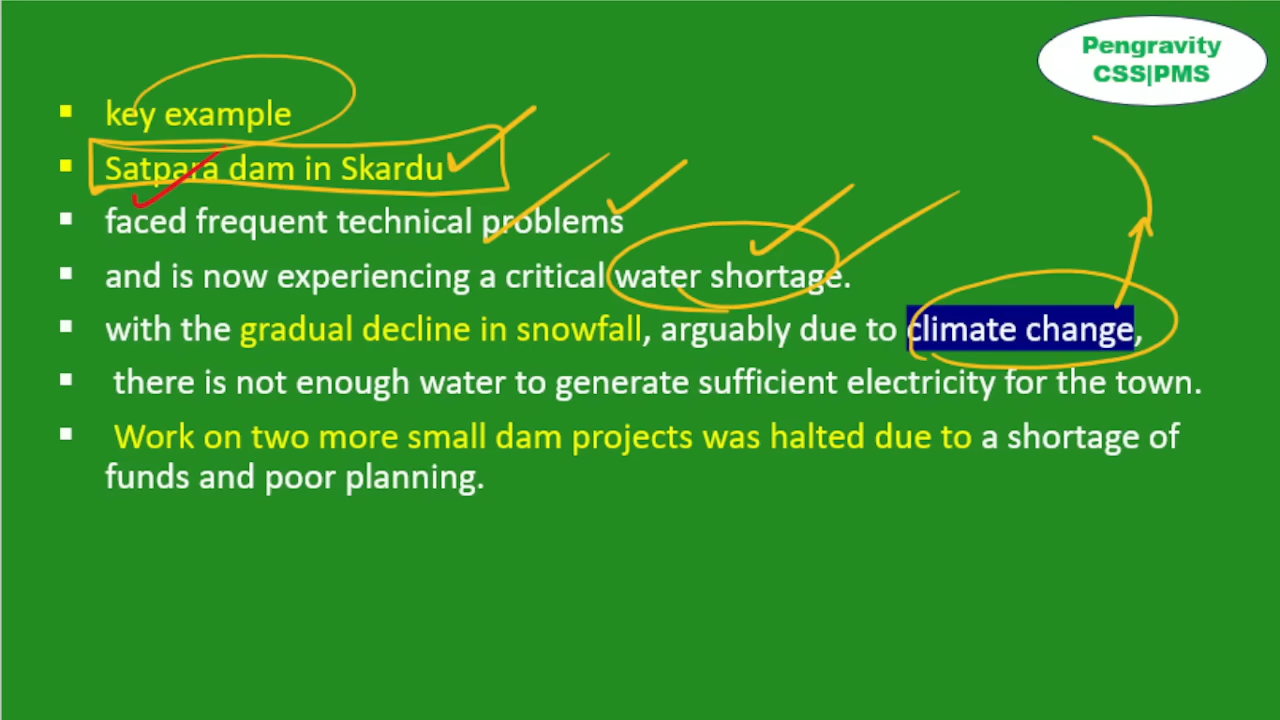 Pengravity
CSS|PMS
▪ key example
▪ Satpara dam in Skardu
▪ faced frequent technical problems
▪ and is now experiencing a critical water shortage.
▪ with the gradual decline in snowfall, arguably due to climate change,
▪ there is not enough water to generate sufficient electricity for the town.
▪ Work on two more small dam projects was halted due to a shortage of
funds and poor planning.